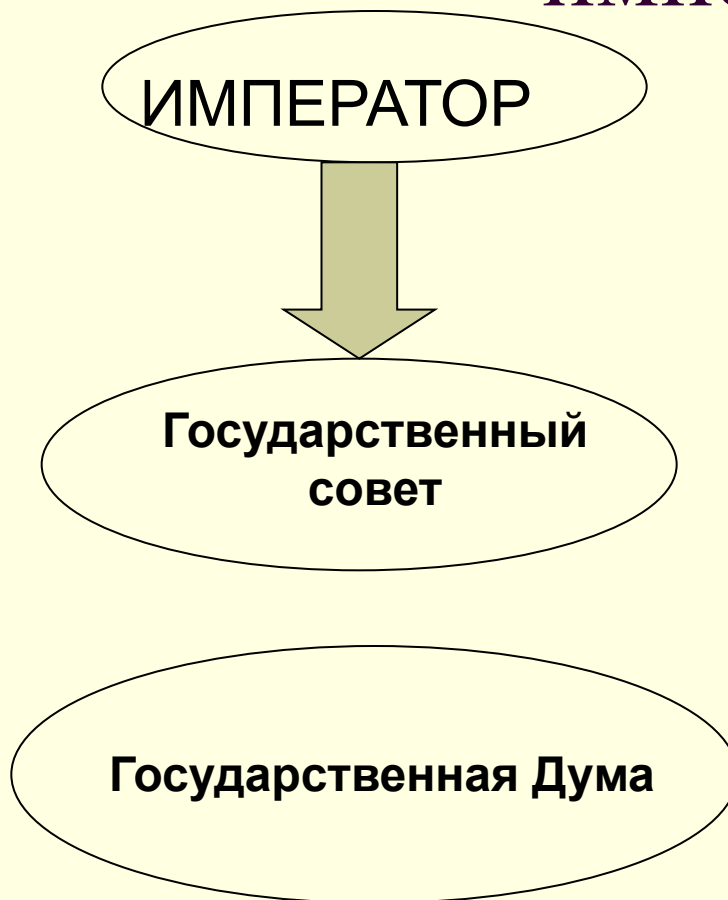 ИМПЕРАТОР
Государственный
совет
Государственная Дума